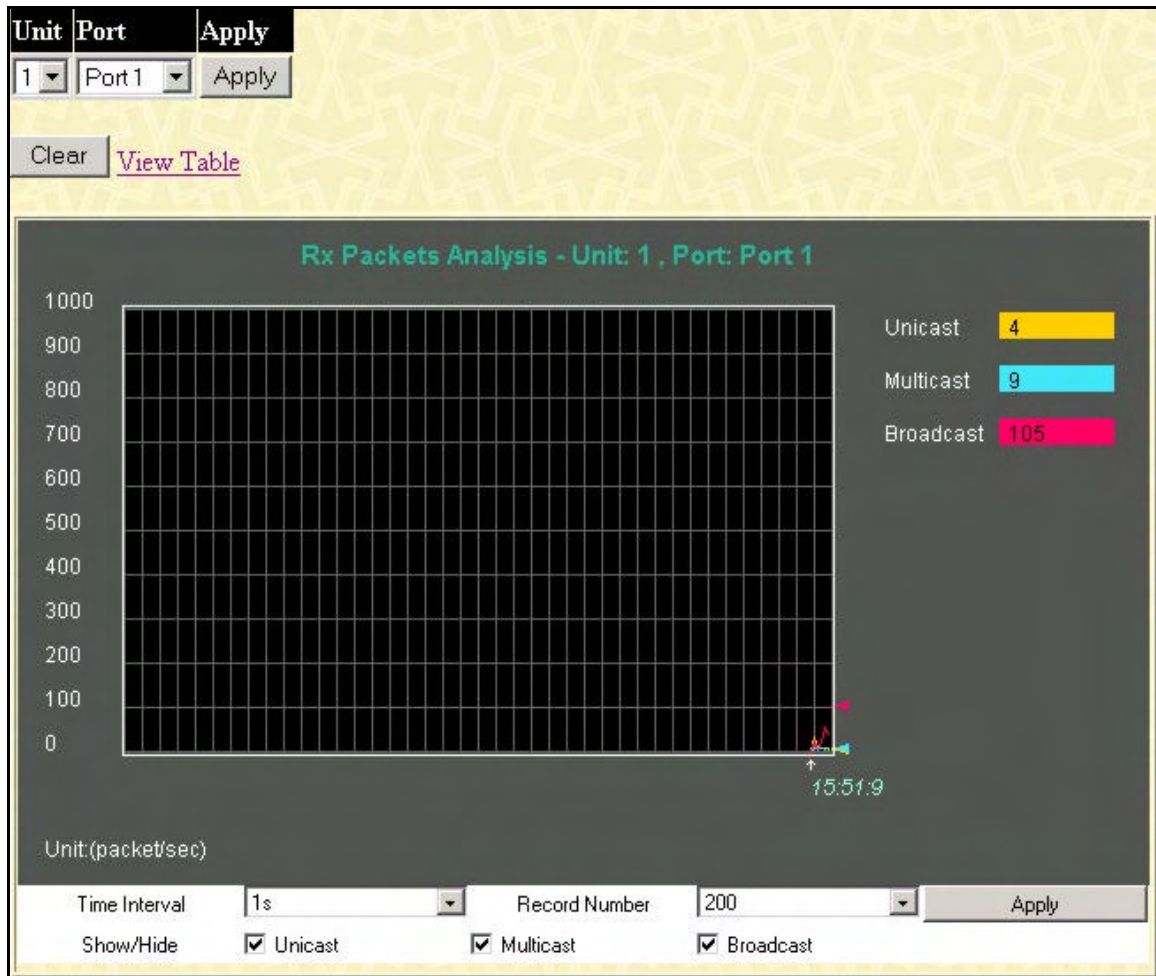 Unit Port Apply
1 Port 1 Apply
Clear View Table
Rx Packets Analysis - Unit: 1 , Port: Port 1
1000
900
800
700
600
500
400
300
200
100
0
Unicast 4
Multicast 9
Broadcast 105
15:51:9
Unit:(packet/sec)
Time Interval 1s Record Number 200 Apply
Show/Hide Unicast Multicast Broadcast